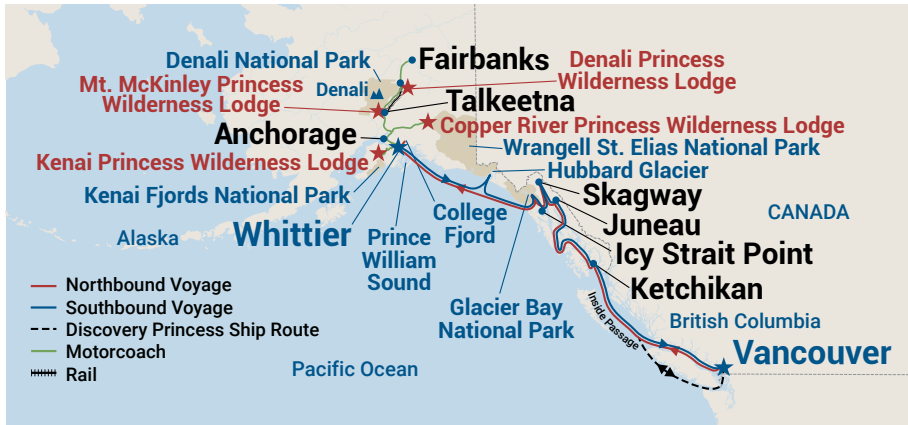 Fairbanks
Denali National Park
Denali Princess
Wilderness Lodge
Mt. McKinley Princess
Wilderness Lodge
Denali
Talkeetna
Anchorage
Copper River Princess Wilderness Lodge
Kenai Princess Wilderness Lodge
Wrangell St. Elias National Park
Hubbard Glacier
Kenai Fjords National Park
Skagway
Whittier
College
Fjord
Juneau
CANADA
Alaska
Prince
William
Sound
Icy Strait Point
Ketchikan
Glacier Bay
National Park
Inside Passage
British Columbia
Vancouver
Pacific Ocean
Northbound Voyage
Southbound Voyage
Discovery Princess Ship Route
Motorcoach
Rail